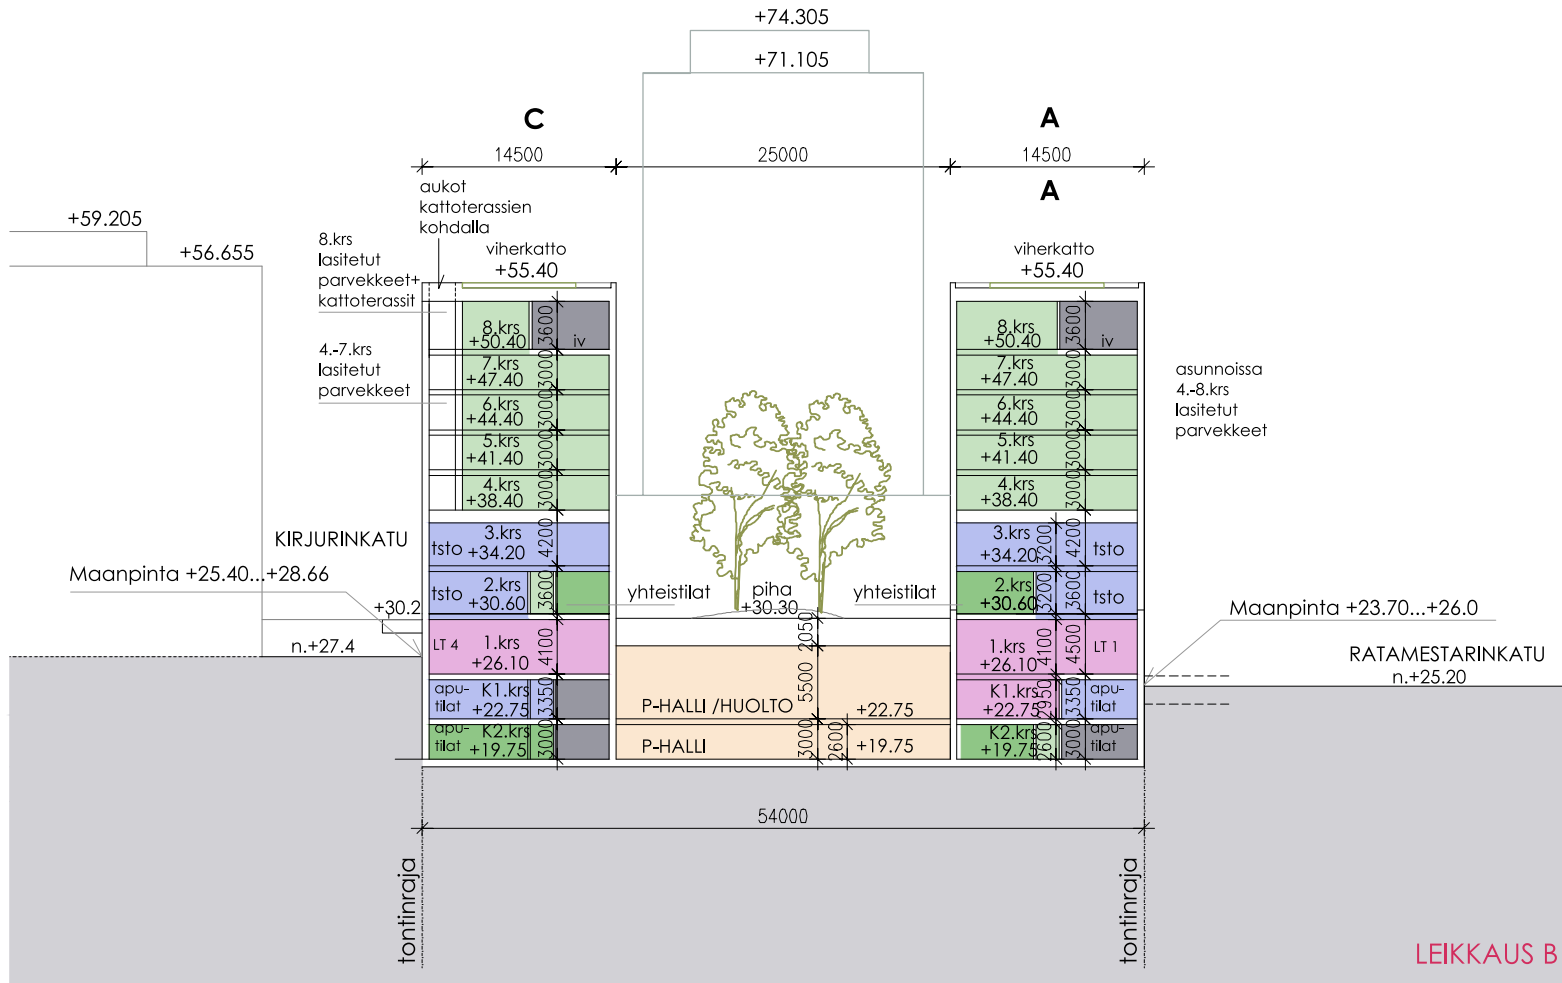 +74.305
+71.105
C
A
14500
25000
14500
A
aukot
kattoterassien
kohdalla
+59.205
+56.655
8.krs
lasitetut
parvekkeet+
kattoterassit
viherkatto
+55.40
viherkatto
+55.40
4.-7.krs
lasitetut
parvekkeet
8.krs
+50.40
3600
iv
7.krs
+47.40
3000
6.krs
+44.40
3000
5.krs
+41.40
3000
4.krs
+38.40
3000
8.krs
+50.40
3600
iv
7.krs
+47.40
3000
6.krs
+44.40
3000
5.krs
+41.40
3000
4.krs
+38.40
3000
asunnoissa
4.-8.krs
lasitetut
parvekkeet
KIRJURINKATU
tsto
3.krs
+34.20
4200
3.krs
+34.20
3200
4200
tsto
Maanpinta +25.40...+28.66
tsto
2.krs
+30.60
3600
yhteistilat
piha
+30.30
yhteistilat
2.krs
+30.60
3200
3600
tsto
Maanpinta +23.70...+26.0
+30.2
n.+27.4
LT 4
1.krs
+26.10
4100
2050
1.krs
+26.10
4100
4500
LT 1
RATAMESTARINKATU
n.+25.20
apu-
tilat
K1.krs
+22.75
3350
5500
P-HALLI /HUOLTO
+22.75
K1.krs
+22.75
2950
3350
apu-
tilat
apu-
tilat
K2.krs
+19.75
3000
P-HALLI
3000
2600
+19.75
K2.krs
+19.75
2600
3000
apu-
tilat
54000
tontinraja
tontinraja
LEIKKAUS B